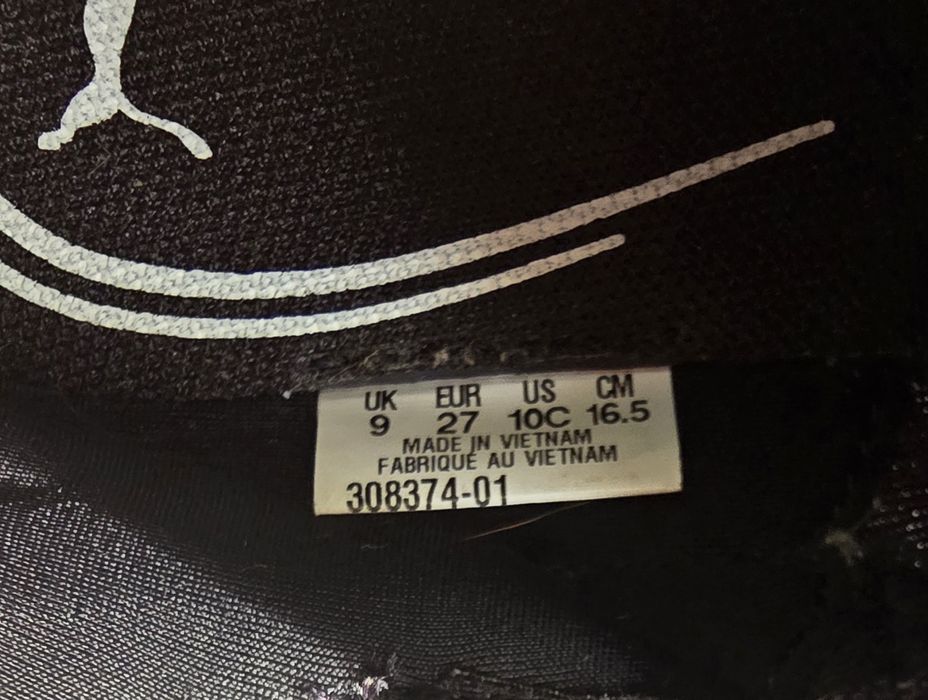 UK EUR US CM
9 27 10C 16.5
MADE IN VIETNAM
FABRIQUE AU VIETNAM
308374-01